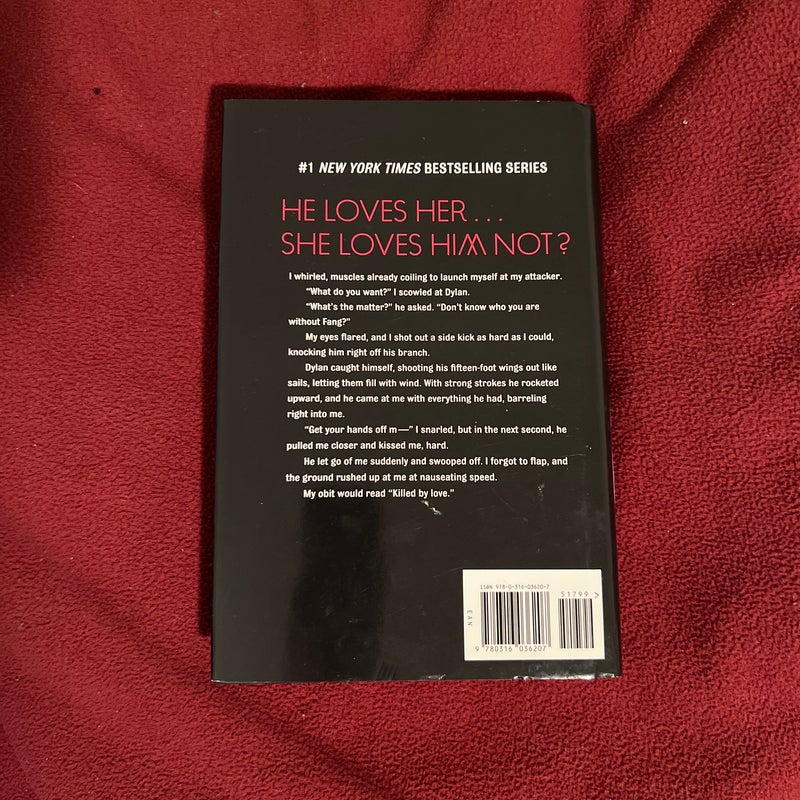 #1 NEW YORK TIMES BESTSELLING SERIES
HE LOVES HER...
SHE LOVES HIM NOT?
I whirled, muscles already coiling to launch myself at my attacker.
“What do you want?” I scowled at Dylan.
“What’s the matter?” he asked. “Don’t know who you are
without Fang?”
My eyes flared, and I shot out a side kick as hard as I could,
knocking him right off his branch.
Dylan caught himself, shooting his fifteen-foot wings out like
sails, letting them fill with wind. With strong strokes he rocketed
upward, and he came at me with everything he had, barreling
right into me.
“Get your hands off m—” I snarled, but in the next second, he
pulled me closer and kissed me, hard.
He let go of me suddenly and swooped off. I forgot to flap, and
the ground rushed up at me at nauseating speed.
My obit would read “Killed by love.”
ISBN 978-0-316-03620-7
51799 >
EAN
9 780316 036207